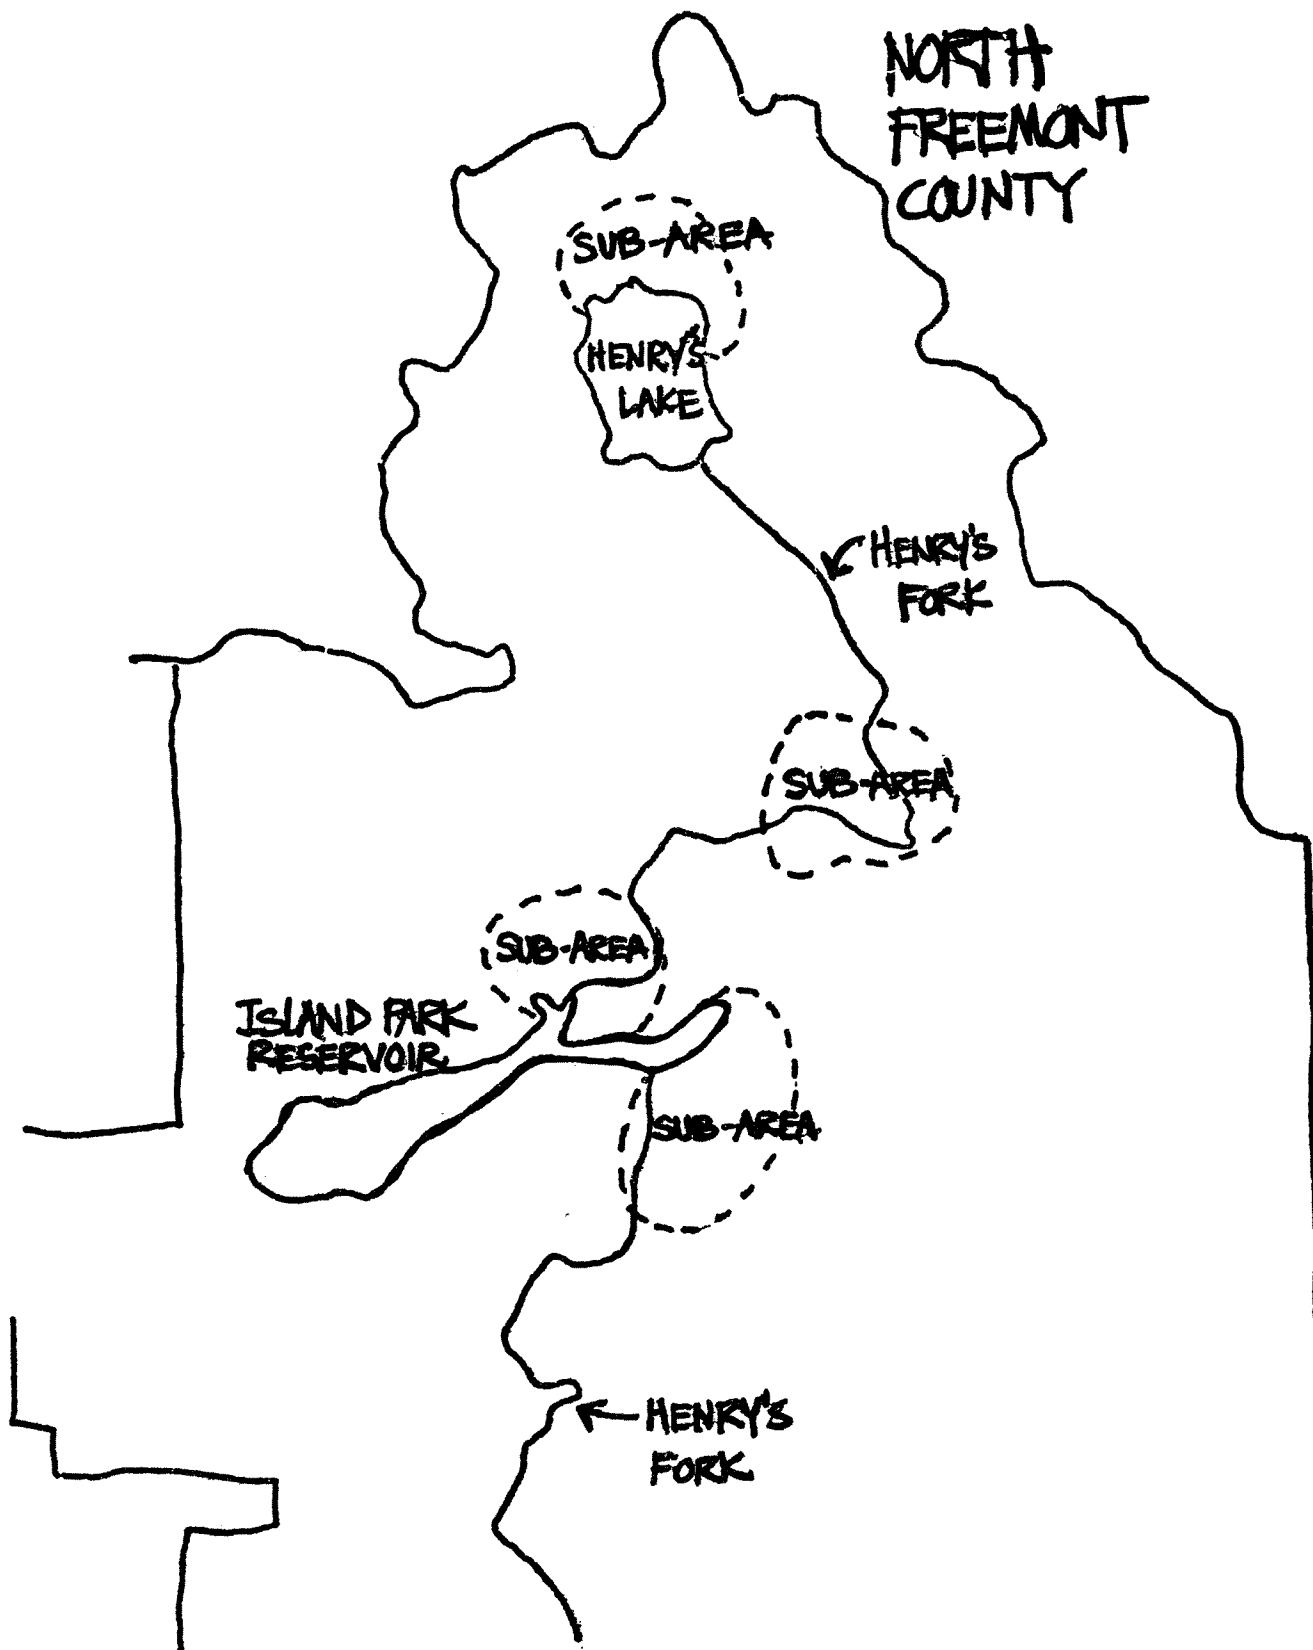 NORTH
FREEMONT
COUNTY
SUB-AREA
HENRY'S
LAKE
HENRY'S
FORK
SUB-AREA
SUB-AREA
ISLAND PARK
RESERVOIR
SUB-AREA
HENRY'S
FORK